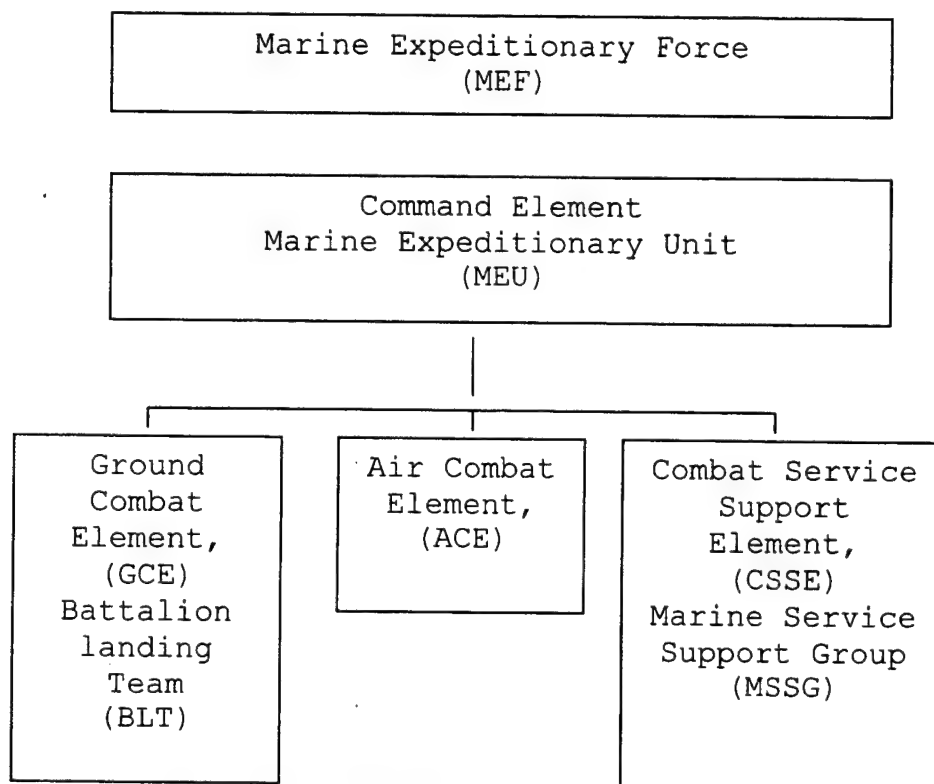 Marine Expeditionary Force
(MEF)
Command Element
Marine Expeditionary Unit
(MEU)
Ground
Combat
Element,
(GCE)
Battalion
landing
Team
(BLT)
Air Combat
Element,
(ACE)
Combat Service
Support
Element,
(CSSE)
Marine Service
Support Group
(MSSG)